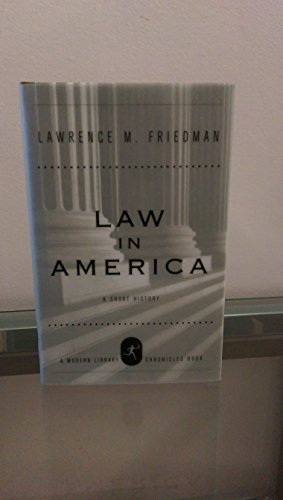 LAWRENCE M. FRIEDMAN
LAW
IN
AMERICA
A SHORT HISTORY
A MODERN LIBRARY CHRONICLES BOOK